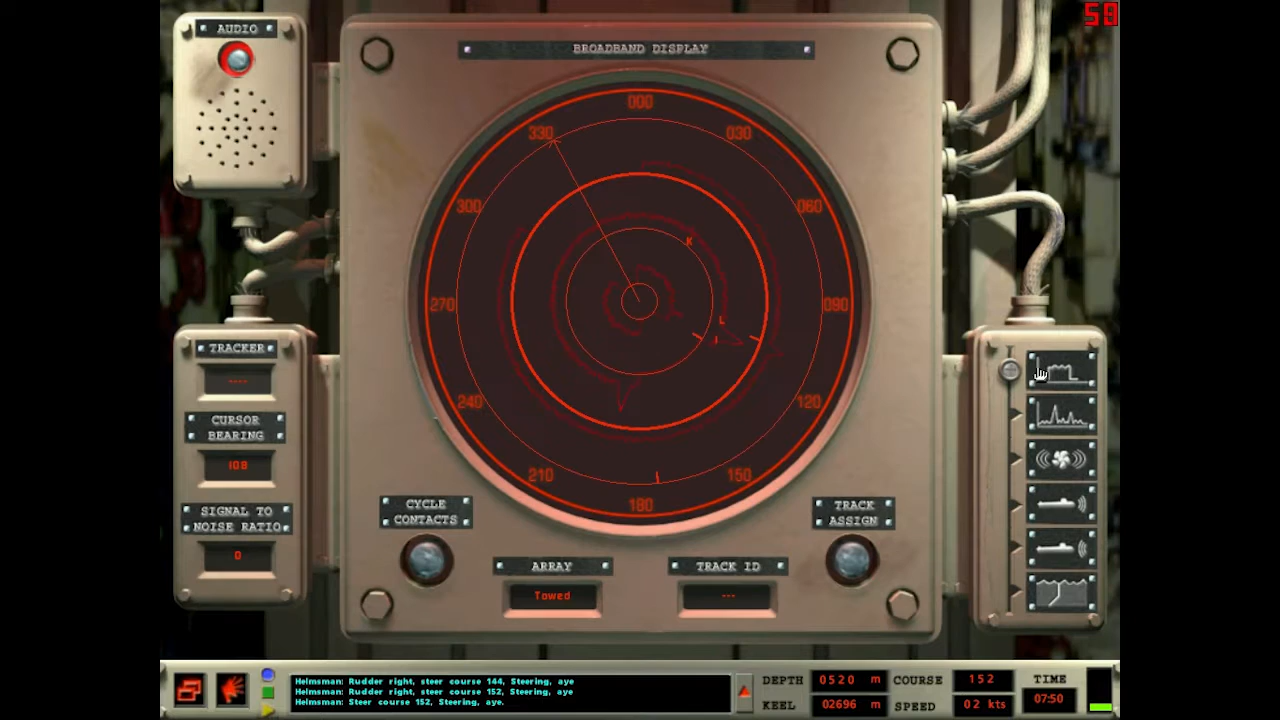 50
AUDIO
BROADBAND DISPLAY
000
330
030
300
060
K
270
090
L
I
240
120
210
150
180
TRACKER
----
CURSOR
BEARING
108
SIGNAL TO
NOISE RATIO
0
CYCLE
CONTACTS
TRACK
ASSIGN
ARRAY
Towed
TRACK ID
---
Helmsman: Rudder right, steer course 144, Steering, aye
Helmsman: Rudder right, steer course 152, Steering, aye
Helmsman: Steer course 152, Steering, aye.
DEPTH 0520 m COURSE 152 TIME
KEEL 02696 m SPEED 02 kts 07:50